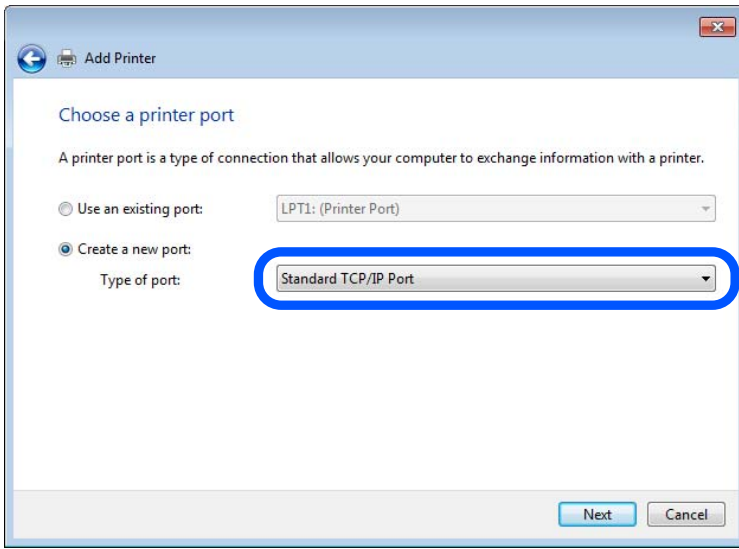 Add Printer
Choose a printer port
A printer port is a type of connection that allows your computer to exchange information with a printer.
Use an existing port: LPT1: (Printer Port)
Create a new port:
Type of port: Standard TCP/IP Port
Next Cancel